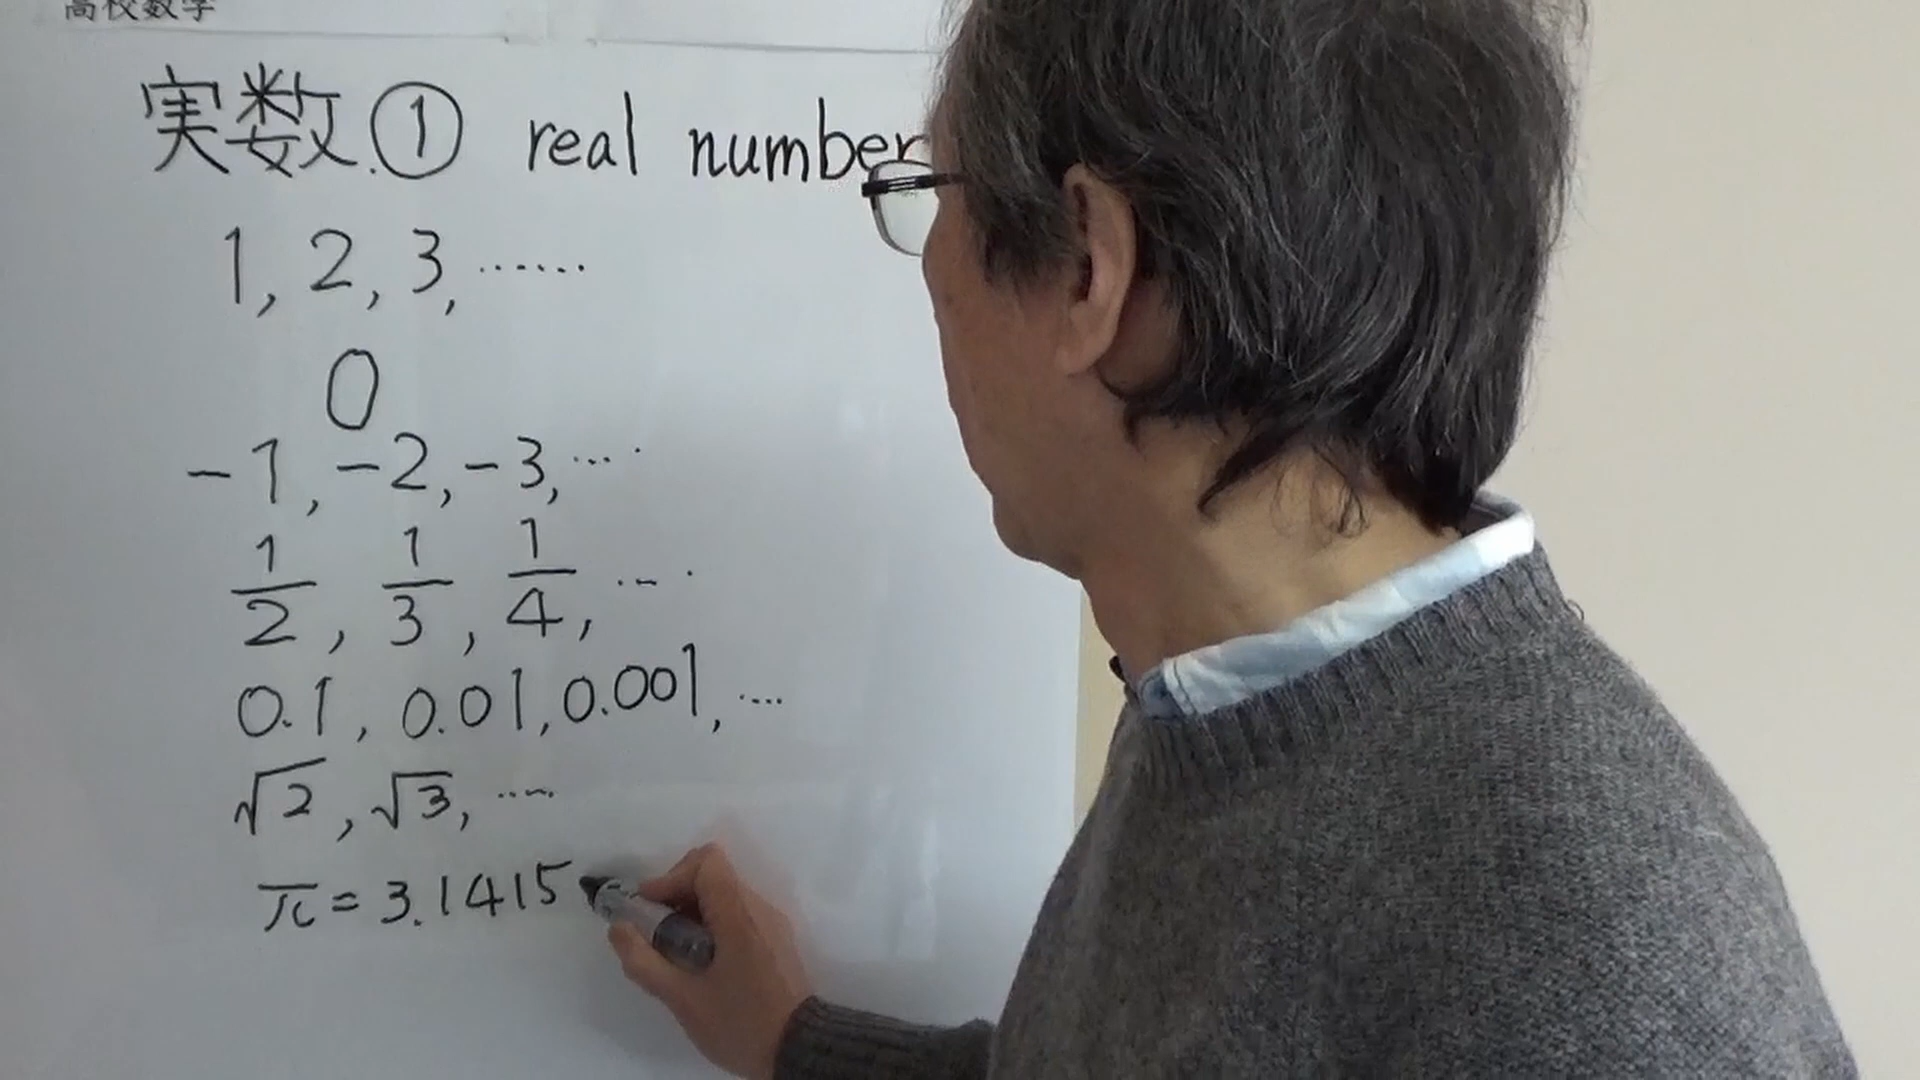 高校数学
実数.① real number
1, 2, 3, ......
0
-1, -2, -3, ....
1/2, 1/3, 1/4, ....
0.1, 0.01, 0.001, ...
√2, √3, .....
π = 3.1415